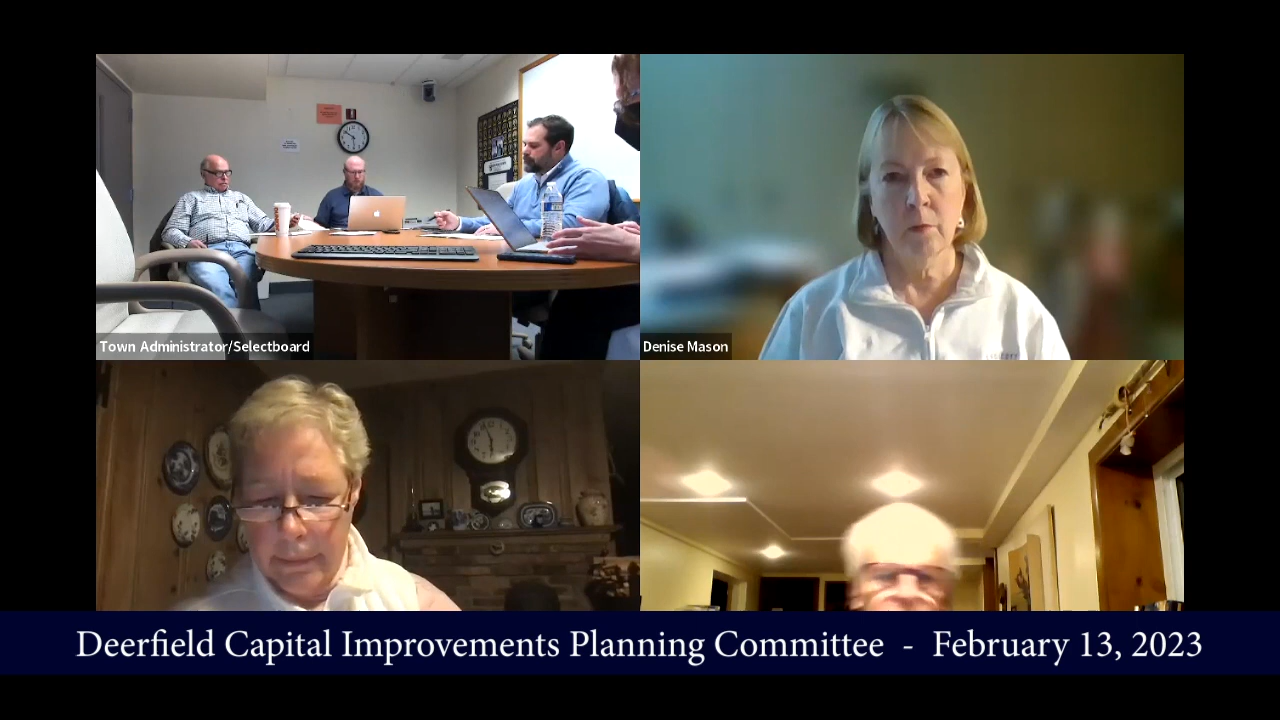 Town Administrator/Selectboard
Denise Mason
Deerfield Capital Improvements Planning Committee - February 13, 2023